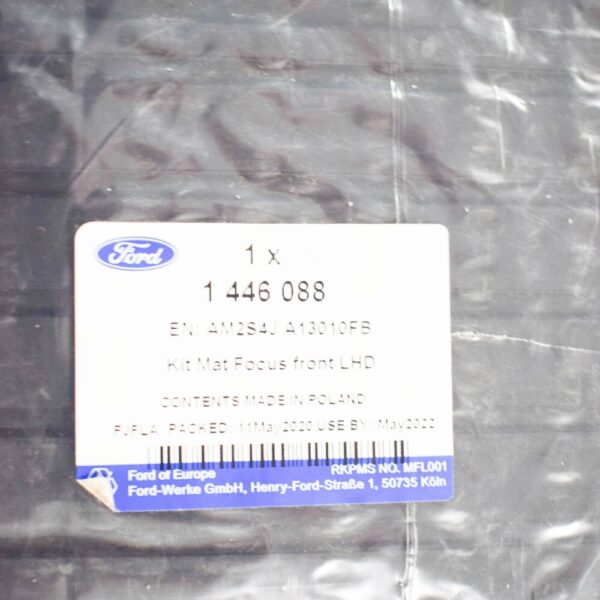 Ford
1 x
1 446 088
EN: AM2S4J A13010FB
Kit Mat Focus front LHD
CONTENTS MADE IN POLAND
FJFLA PACKED: 11May2020 USE BY: May2022
Ford of Europe RKPMS NO. MFL001
Ford-Werke GmbH, Henry-Ford-Straße 1, 50735 Köln